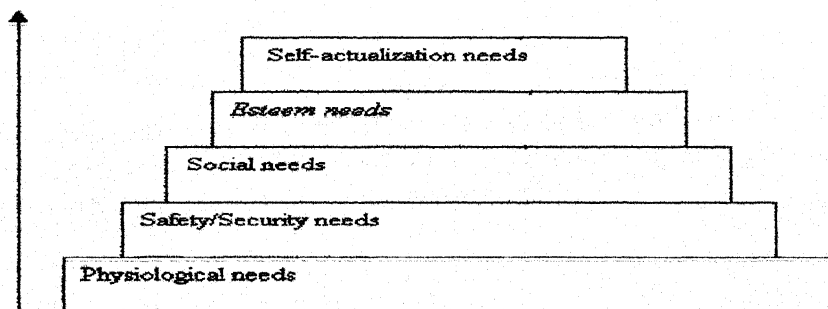 Self-actualization needs
Esteem needs
Social needs
Safety/Security needs
Physiological needs